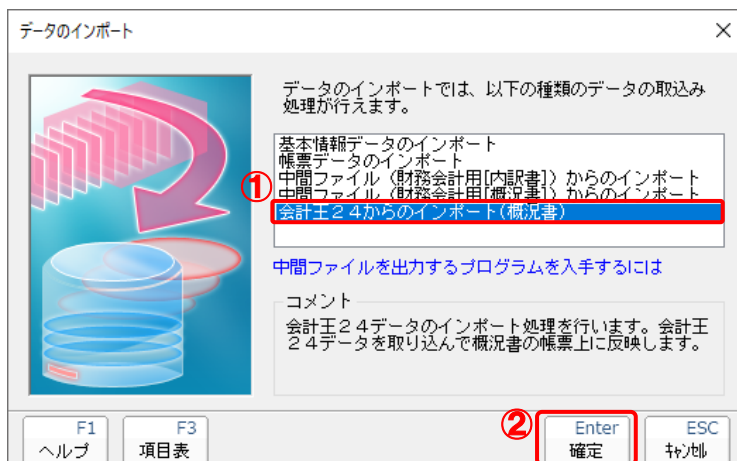 データのインポート
データのインポートでは、以下の種類のデータの取込み
処理が行えます。
基本情報データのインポート
帳票データのインポート
中間ファイル（財務会計用[内訳書]）からのインポート
中間ファイル（財務会計用[概況書]）からのインポート
①
会計王２４からのインポート(概況書)
中間ファイルを出力するプログラムを入手するには
コメント
会計王２４データのインポート処理を行います。会計王
２４データを取り込んで概況書の帳票上に反映します。
F1
ヘルプ
F3
項目表
②
Enter
確定
ESC
ｷｬﾝｾﾙ